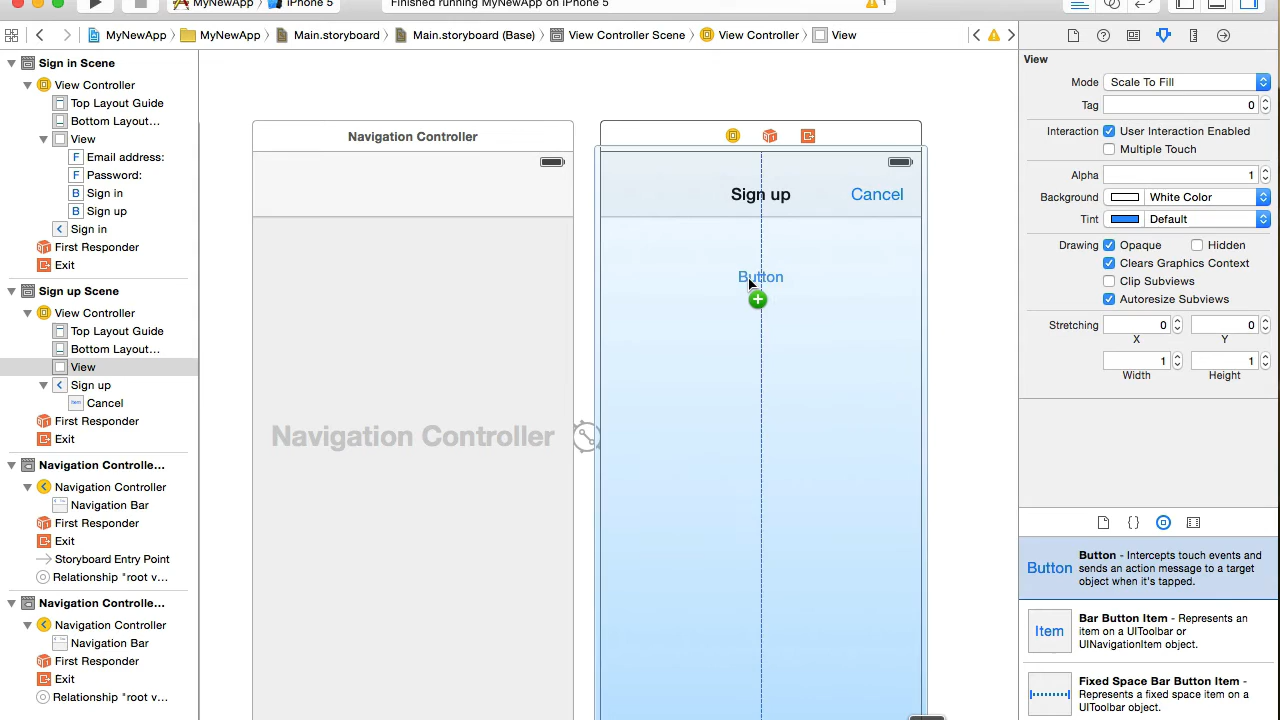 MyNewApp
iPhone 5
Finished running MyNewApp on iPhone 5
1
MyNewApp
MyNewApp
Main.storyboard
Main.storyboard (Base)
View Controller Scene
View Controller
View
Sign in Scene
View Controller
Top Layout Guide
Bottom Layout...
View
F Email address:
F Password:
B Sign in
B Sign up
Sign in
First Responder
Exit
Sign up Scene
View Controller
Top Layout Guide
Bottom Layout...
View
Sign up
Cancel
First Responder
Exit
Navigation Controlle...
Navigation Controller
Navigation Bar
First Responder
Exit
Storyboard Entry Point
Relationship "root v...
Navigation Controlle...
Navigation Controller
Navigation Bar
First Responder
Exit
Relationship "root v...
Navigation Controller
Navigation Controller
Sign up
Cancel
Button
View
Mode Scale To Fill
Tag 0
Interaction User Interaction Enabled
Multiple Touch
Alpha 1
Background White Color
Tint Default
Drawing Opaque Hidden
Clears Graphics Context
Clip Subviews
Autoresize Subviews
Stretching 0 0
X Y
1 1
Width Height
{ }
Button
Button - Intercepts touch events and
sends an action message to a target
object when it's tapped.
Item
Bar Button Item - Represents an
item on a UIToolbar or
UINavigationItem object.
Fixed Space Bar Button Item -
Represents a fixed space item on a
UIToolbar object.